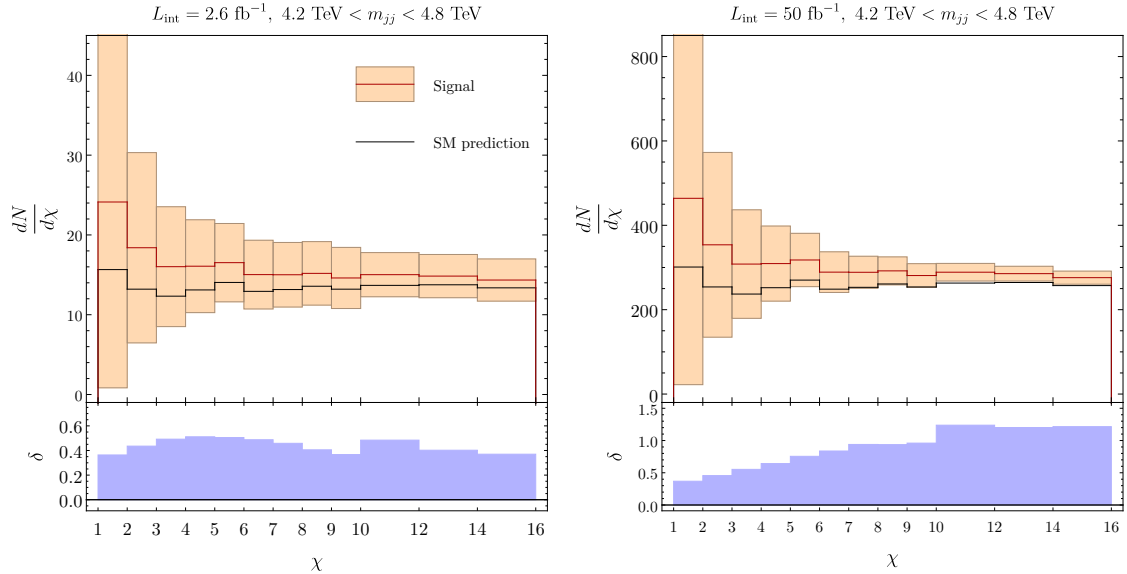 L_int = 2.6 fb⁻¹, 4.2 TeV < m_jj < 4.8 TeV
40
30
20
10
0
dN
dχ
Signal
SM prediction
0.6
0.4
0.2
0.0
δ
1 2 3 4 5 6 7 8 9 10 12 14 16
χ
L_int = 50 fb⁻¹, 4.2 TeV < m_jj < 4.8 TeV
800
600
400
200
0
dN
dχ
1.5
1.0
0.5
0.0
δ
1 2 3 4 5 6 7 8 9 10 12 14 16
χ